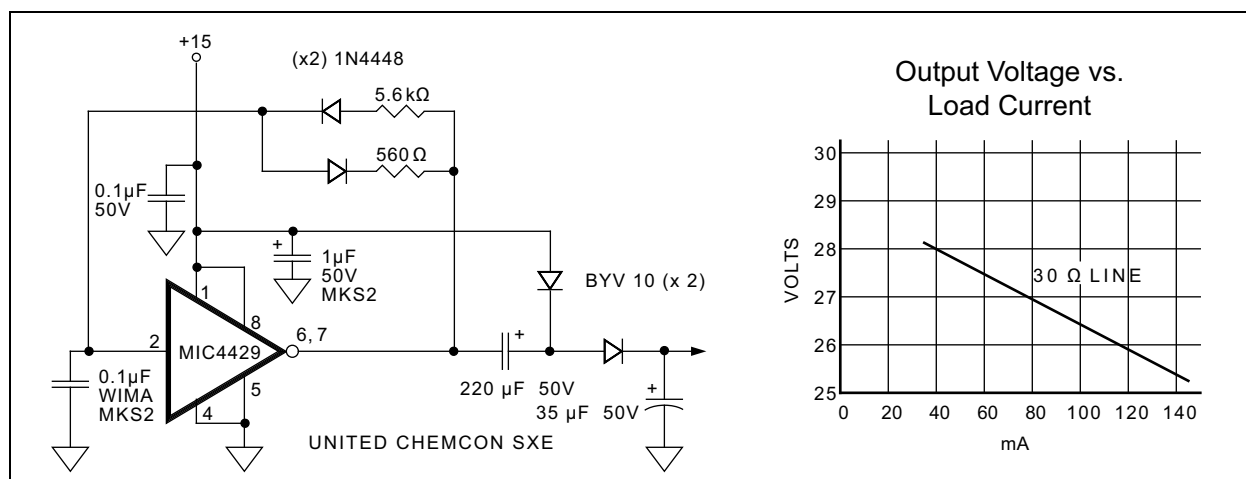 +15
(x2) 1N4448
5.6 kΩ
560 Ω
0.1µF
50V
+
1µF
50V
MKS2
BYV 10 (x 2)
1
8
2
MIC4429
6, 7
5
4
0.1µF
WIMA
MKS2
+
220 µF 50V
35 µF 50V
+
UNITED CHEMCON SXE
Output Voltage vs.
Load Current
30
29
28
27
26
25
VOLTS
30 Ω LINE
0 20 40 60 80 100 120 140
mA